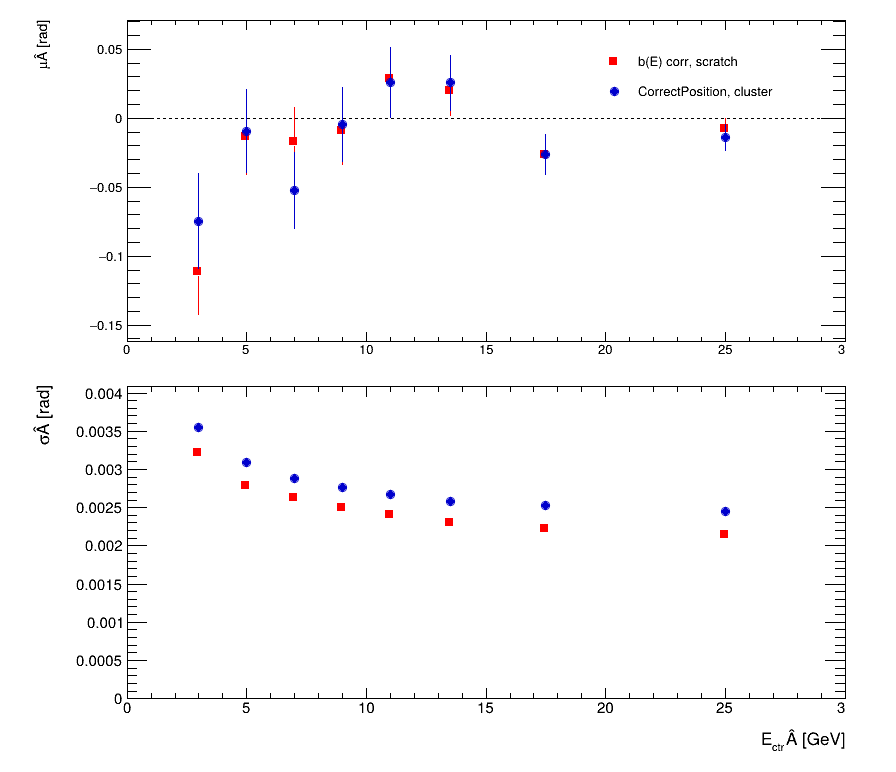 μÂ [rad]
0.05
0
−0.05
−0.1
−0.15
b(E) corr, scratch
CorrectPosition, cluster
0 5 10 15 20 25 3
σÂ [rad]
0.004
0.0035
0.003
0.0025
0.002
0.0015
0.001
0.0005
0
0 5 10 15 20 25 3
E_ctr Â [GeV]